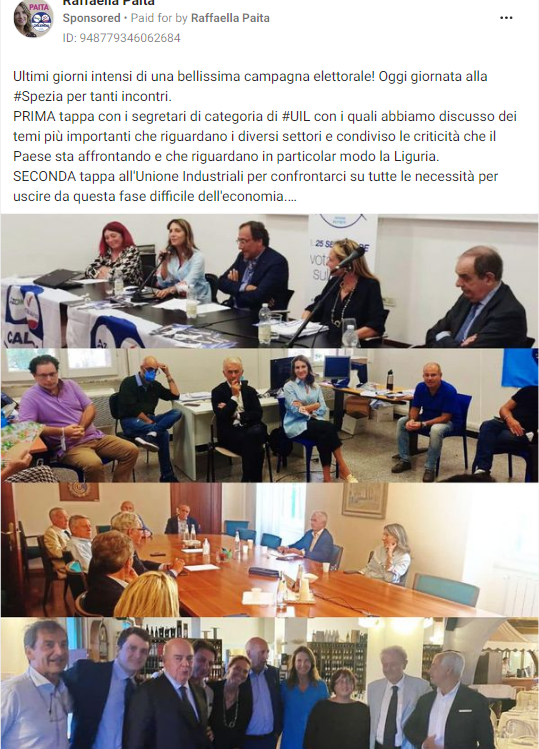 Raffaella Paita
Sponsored • Paid for by Raffaella Paita
ID: 948779346062684
PAITA
Ultimi giorni intensi di una bellissima campagna elettorale! Oggi giornata alla
#Spezia per tanti incontri.
PRIMA tappa con i segretari di categoria di #UIL con i quali abbiamo discusso dei
temi più importanti che riguardano i diversi settori e condiviso le criticità che il
Paese sta affrontando e che riguardano in particolar modo la Liguria.
SECONDA tappa all'Unione Industriali per confrontarci su tutte le necessità per
uscire da questa fase difficile dell'economia....
IL 25 SE